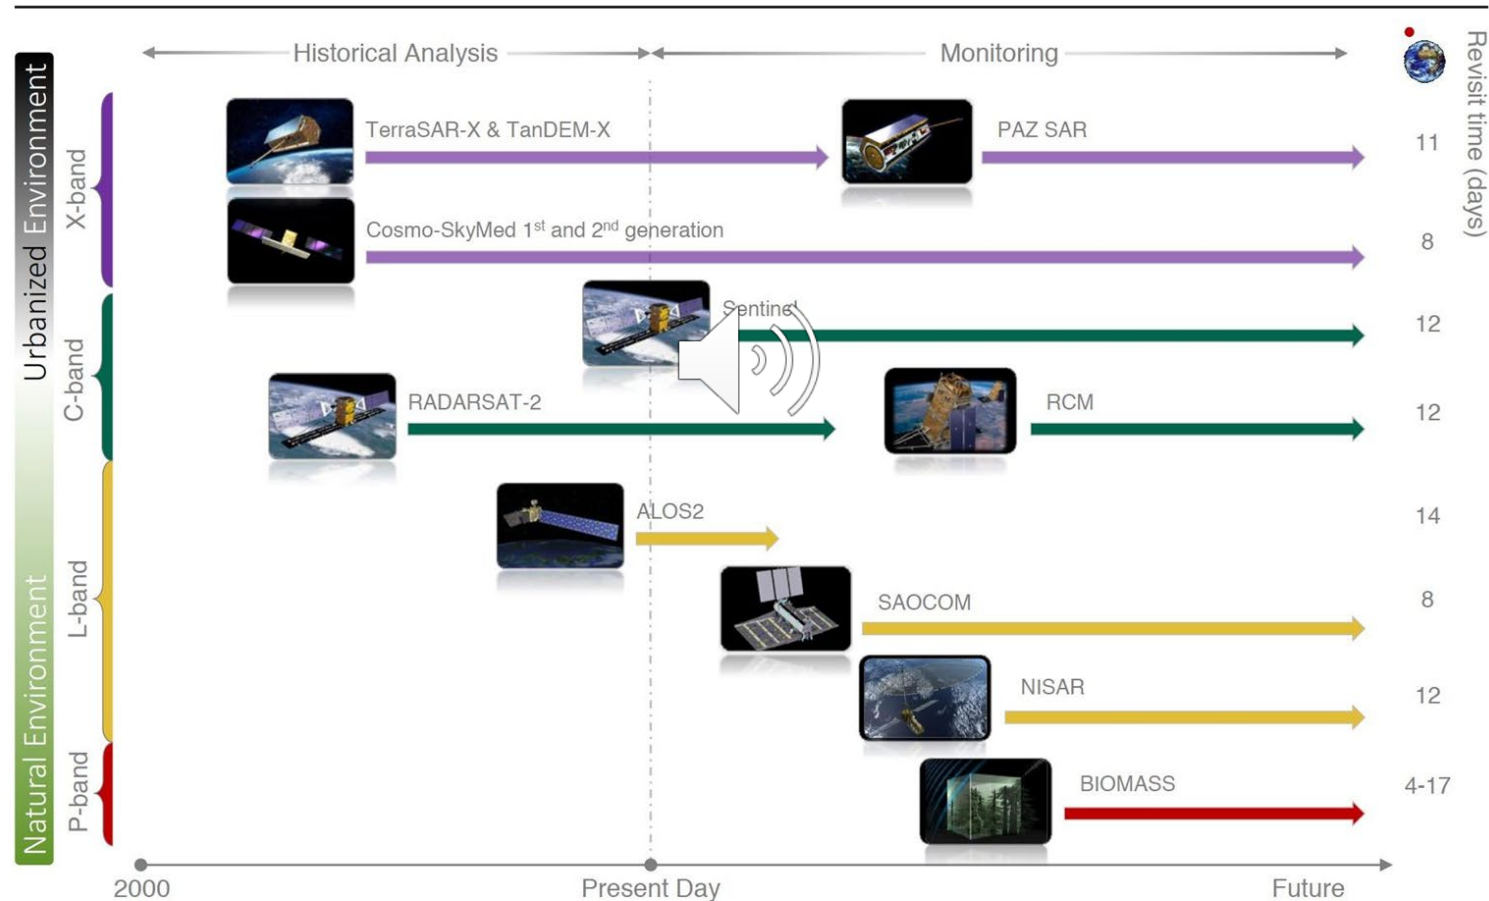 Historical Analysis
Monitoring
Revisit time (days)
Urbanized Environment
Natural Environment
X-band
TerraSAR-X & TanDEM-X
PAZ SAR
11
Cosmo-SkyMed 1st and 2nd generation
8
C-band
Sentinel
12
RADARSAT-2
RCM
12
L-band
ALOS2
14
SAOCOM
8
NISAR
12
P-band
BIOMASS
4-17
2000
Present Day
Future